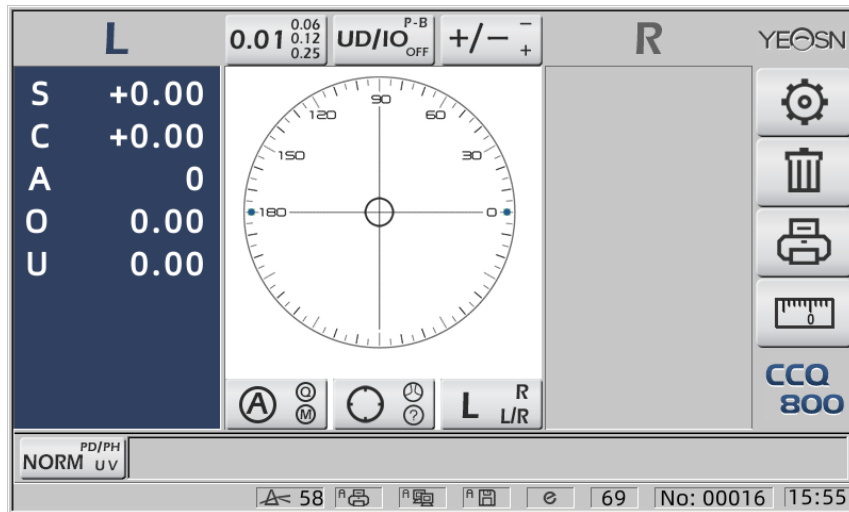 L
0.01 0.06 0.12 0.25
UD/IO P-B OFF
+/- - +
R
YEOSN
S +0.00
C +0.00
A 0
O 0.00
U 0.00
90
120 60
150 30
180 0
0
CCQ
800
A Q M
?
L R L/R
NORM PD/PH UV
58 A A A e 69 No: 00016 15:55